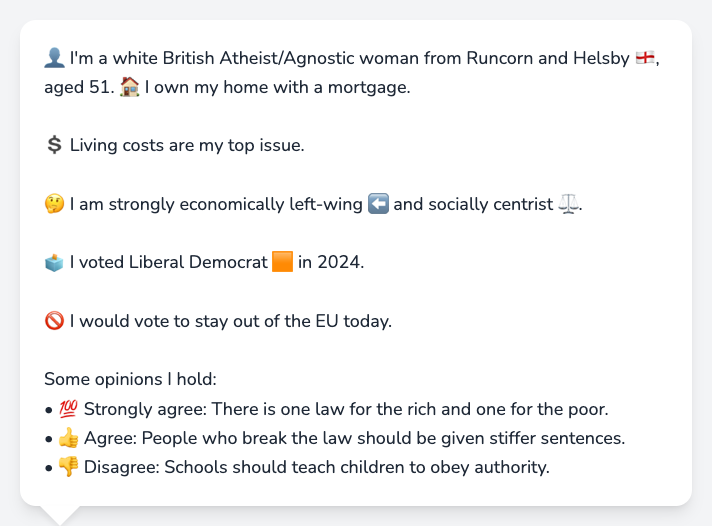 👤 I'm a white British Atheist/Agnostic woman from Runcorn and Helsby 🏴󠁧󠁢󠁥󠁮󠁧󠁿,
aged 51. 🏠 I own my home with a mortgage.
💲 Living costs are my top issue.
🤔 I am strongly economically left-wing ⬅️ and socially centrist ⚖️.
🗳️ I voted Liberal Democrat 🟧 in 2024.
🚫 I would vote to stay out of the EU today.
Some opinions I hold:
• 💯 Strongly agree: There is one law for the rich and one for the poor.
• 👍 Agree: People who break the law should be given stiffer sentences.
• 👎 Disagree: Schools should teach children to obey authority.